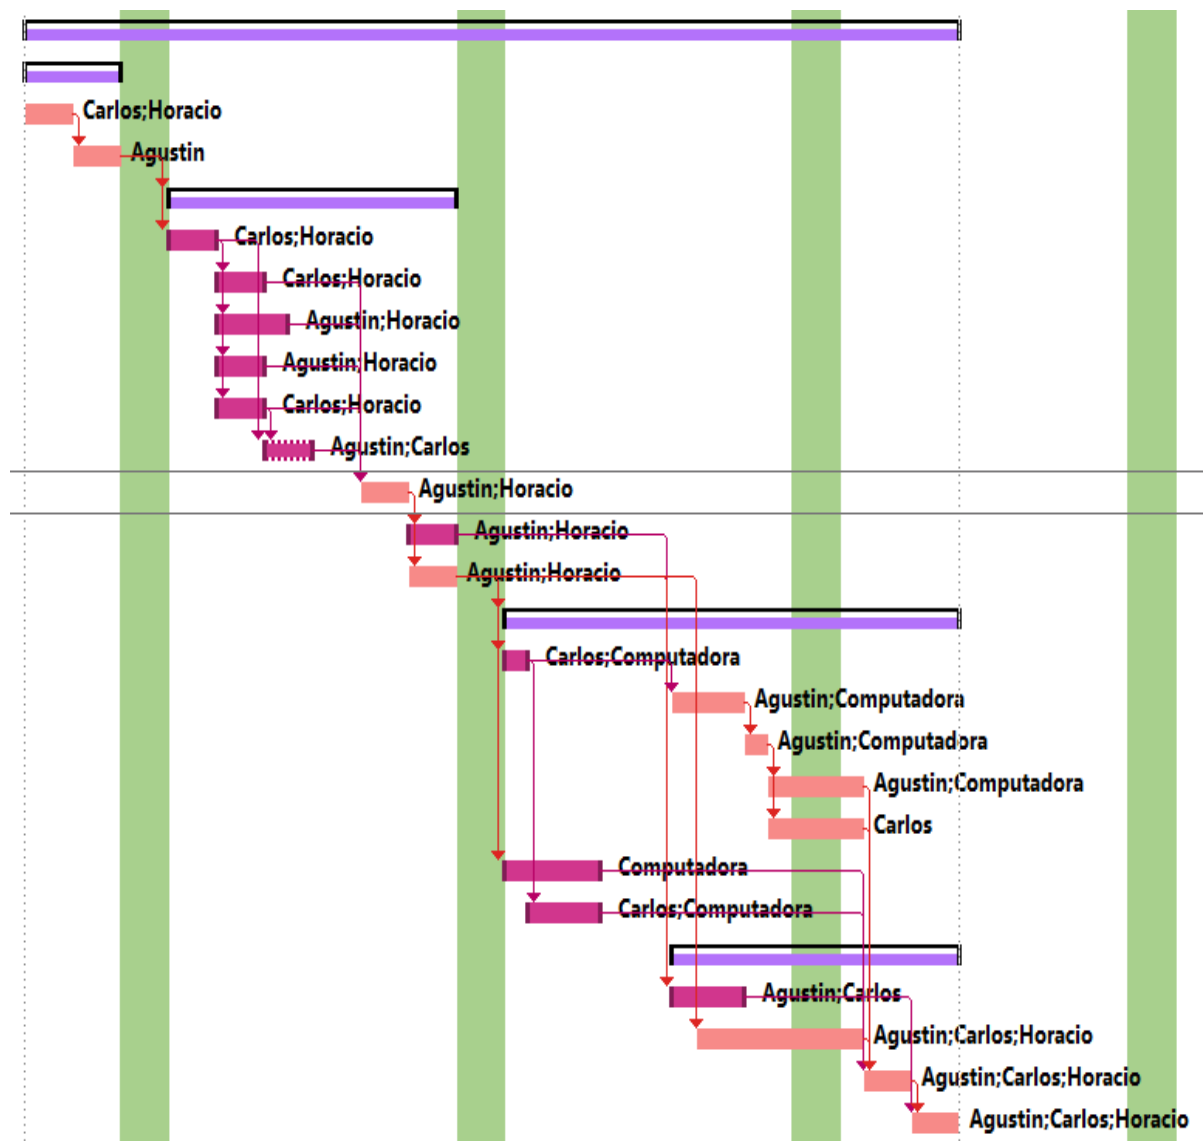 Carlos;Horacio
Agustin
Carlos;Horacio
Carlos;Horacio
Agustin;Horacio
Agustin;Horacio
Carlos;Horacio
Agustin;Carlos
Agustin;Horacio
Agustin;Horacio
Agustin;Horacio
Carlos;Computadora
Agustin;Computadora
Agustin;Computadora
Agustin;Computadora
Carlos
Computadora
Carlos;Computadora
Agustin;Carlos
Agustin;Carlos;Horacio
Agustin;Carlos;Horacio
Agustin;Carlos;Horacio